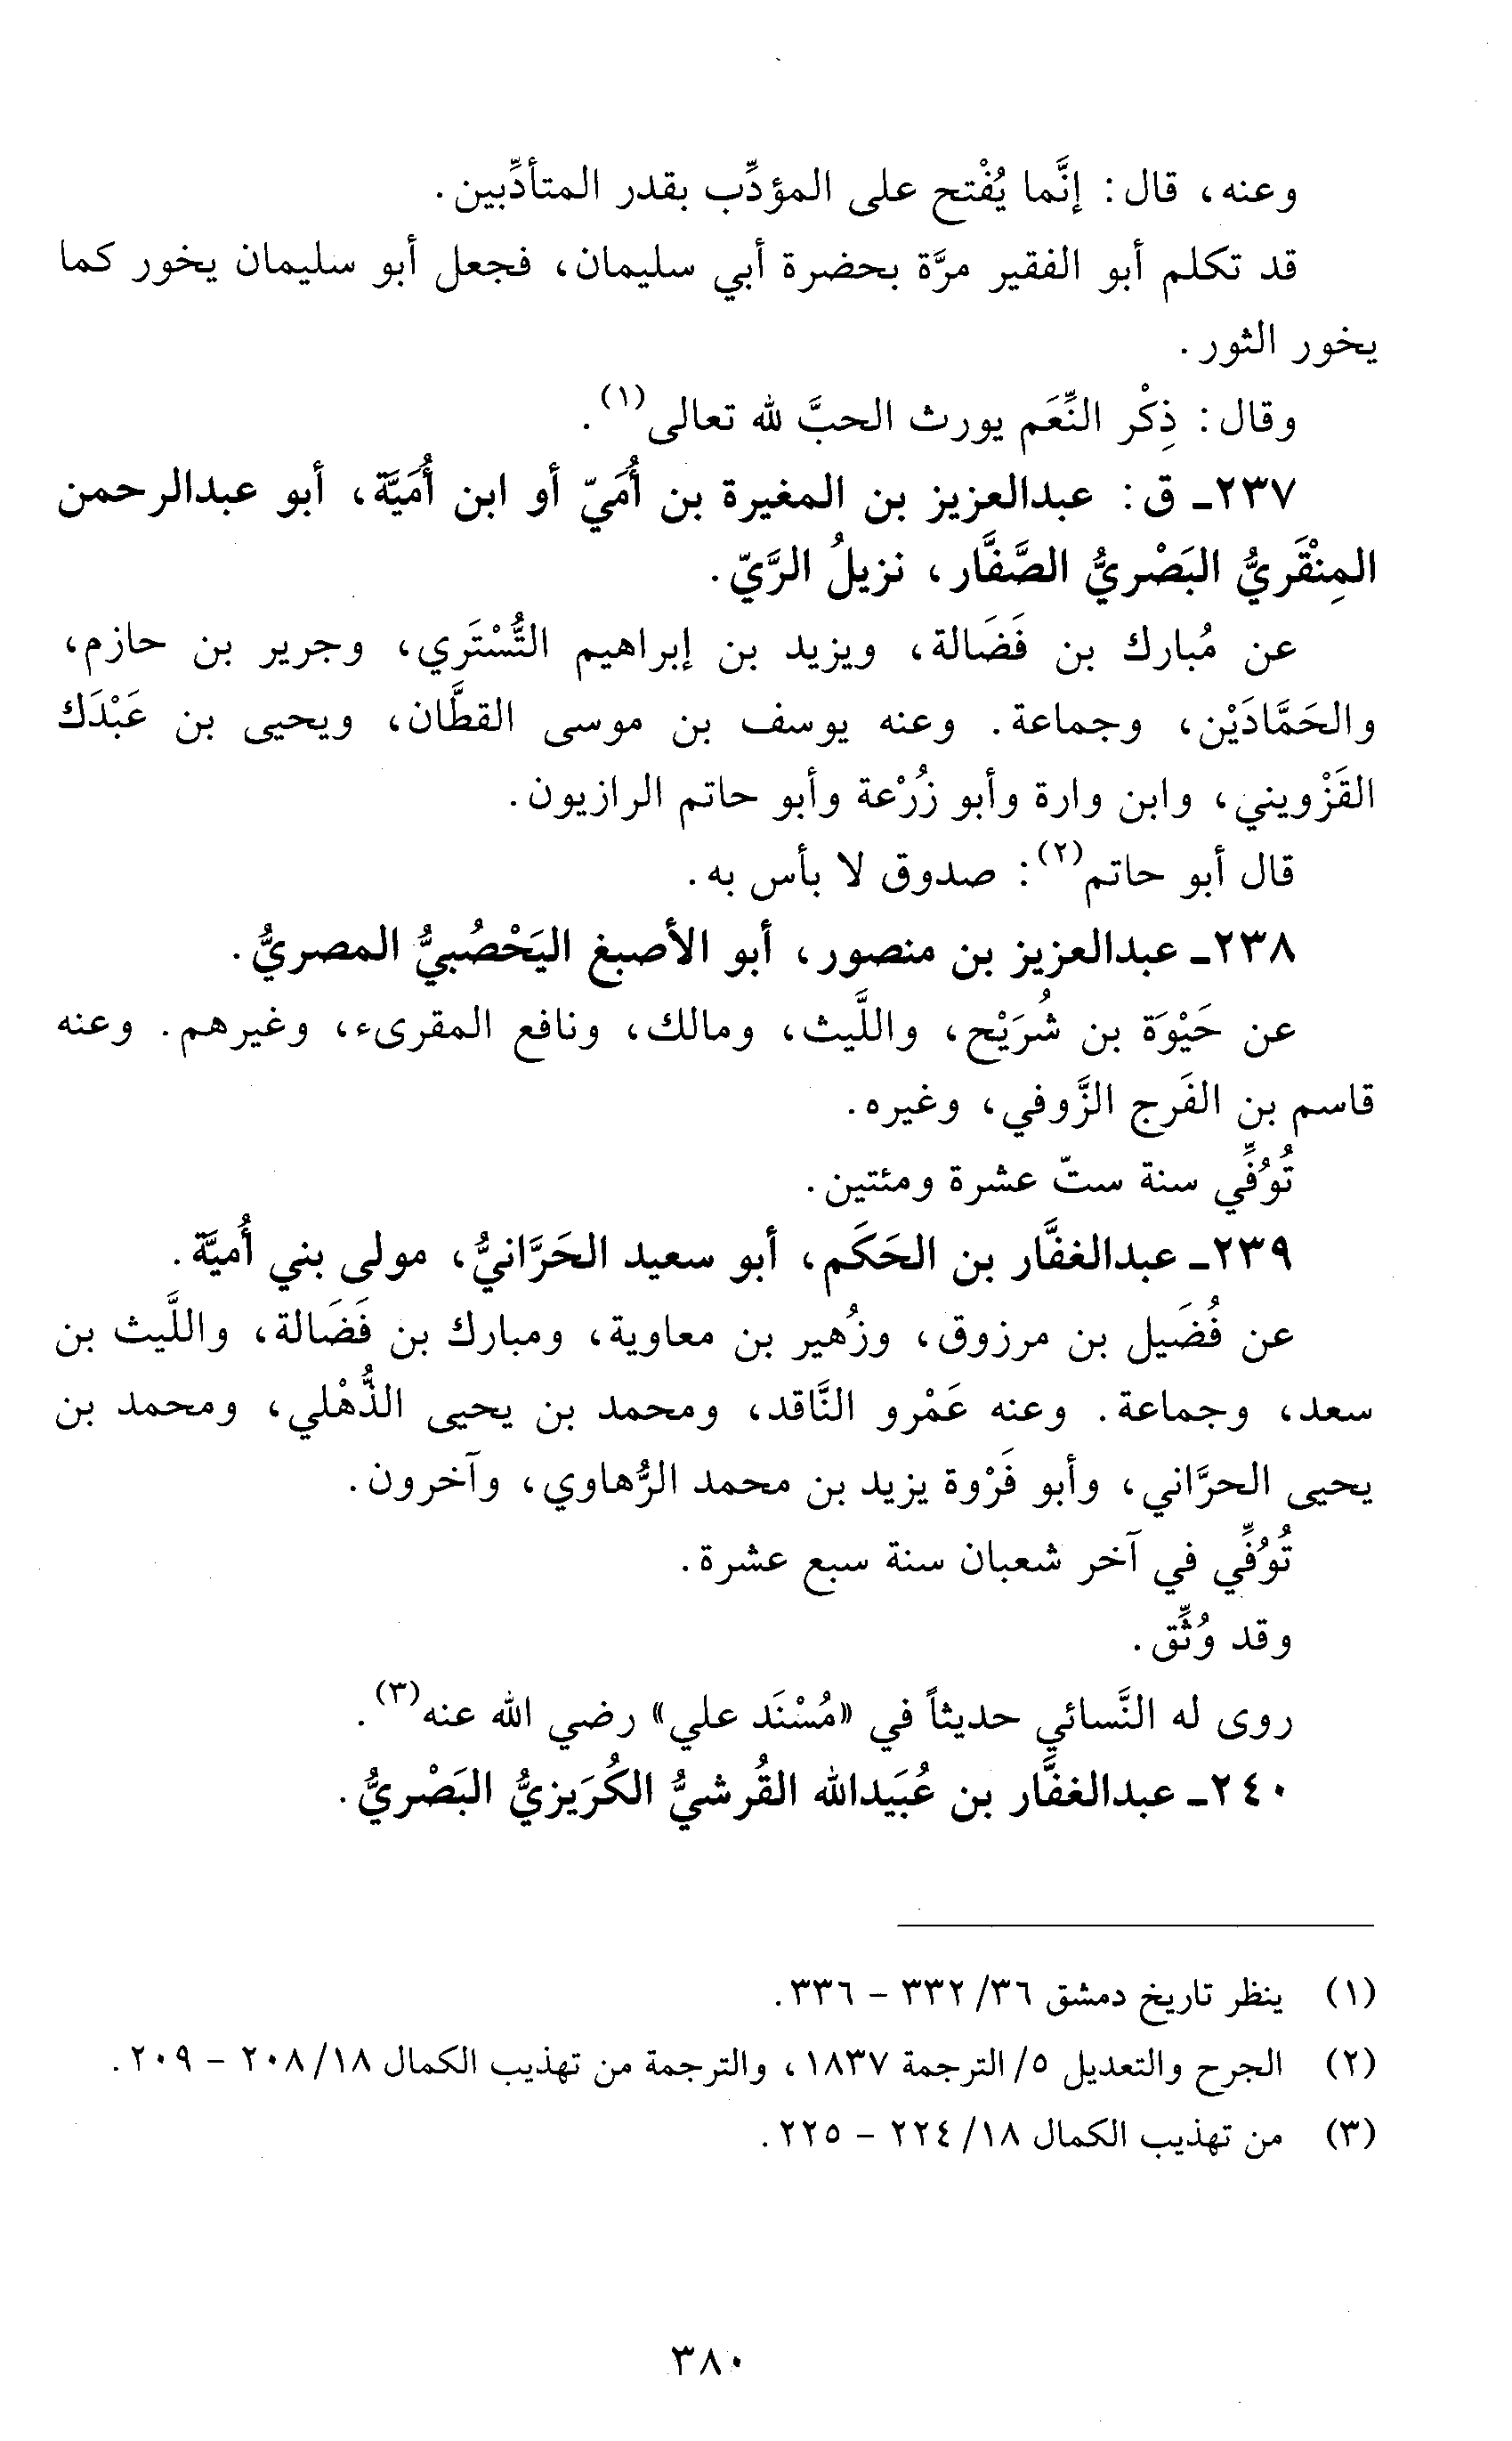 وعنه، قال: إنَّما يُفْتح على المؤدِّب بقدر المتأدِّبين.
قد تكلم أبو الفقير مرَّة بحضرة أبي سليمان، فجعل أبو سليمان يخور كما
يخور الثور.
وقال: ذِكْر النِّعَم يورث الحبَّ لله تعالى(١).
٢٣٧- ق: عبدالعزيز بن المغيرة بن أُمَيّ أو ابن أُمَيَّة، أبو عبدالرحمن
المِنْقَريُّ البَصْريُّ الصَّفَّار، نزيلُ الرَّيّ.
عن مُبارك بن فَضَالة، ويزيد بن إبراهيم التُّسْتَري، وجرير بن حازم،
والحَمَّادَيْن، وجماعة. وعنه يوسف بن موسى القطَّان، ويحيى بن عَبْدَك
القَزْويني، وابن وارة وأبو زُرْعة وأبو حاتم الرازيون.
قال أبو حاتم(٢): صدوق لا بأس به.
٢٣٨- عبدالعزيز بن منصور، أبو الأصبغ اليَحْصُبيُّ المصريُّ.
عن حَيْوَة بن شُرَيْح، واللَّيث، ومالك، ونافع المقرىء، وغيرهم. وعنه
قاسم بن الفَرج الزَّوفي، وغيره.
تُوُفِّي سنة ستّ عشرة ومئتين.
٢٣٩- عبدالغفَّار بن الحَكَم، أبو سعيد الحَرَّانيُّ، مولى بني أُميَّة.
عن فُضَيل بن مرزوق، وزُهير بن معاوية، ومبارك بن فَضَالة، واللَّيث بن
سعد، وجماعة. وعنه عَمْرو النَّاقد، ومحمد بن يحيى الذُّهْلي، ومحمد بن
يحيى الحرَّاني، وأبو فَرْوة يزيد بن محمد الرُّهاوي، وآخرون.
تُوُفِّي في آخر شعبان سنة سبع عشرة.
وقد وُثِّق.
روى له النَّسائي حديثاً في «مُسْنَد علي» رضي الله عنه(٣).
٢٤٠- عبدالغفَّار بن عُبَيدالله القُرشيُّ الكُرَيزيُّ البَصْريُّ.
(١) ينظر تاريخ دمشق ٣٦/ ٣٣٢ - ٣٣٦.
(٢) الجرح والتعديل ٥/ الترجمة ١٨٣٧، والترجمة من تهذيب الكمال ١٨/ ٢٠٨ - ٢٠٩.
(٣) من تهذيب الكمال ١٨/ ٢٢٤ - ٢٢٥.
٣٨٠